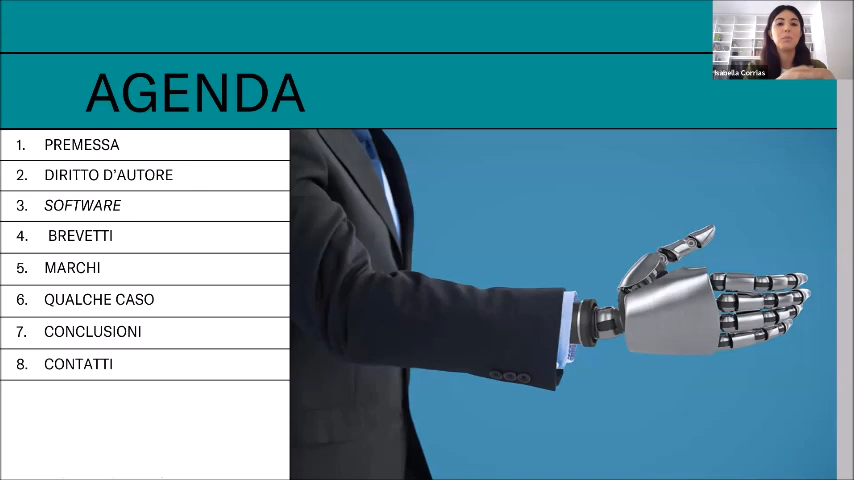 Isabella Corrias
AGENDA
1. PREMESSA
2. DIRITTO D'AUTORE
3. SOFTWARE
4. BREVETTI
5. MARCHI
6. QUALCHE CASO
7. CONCLUSIONI
8. CONTATTI